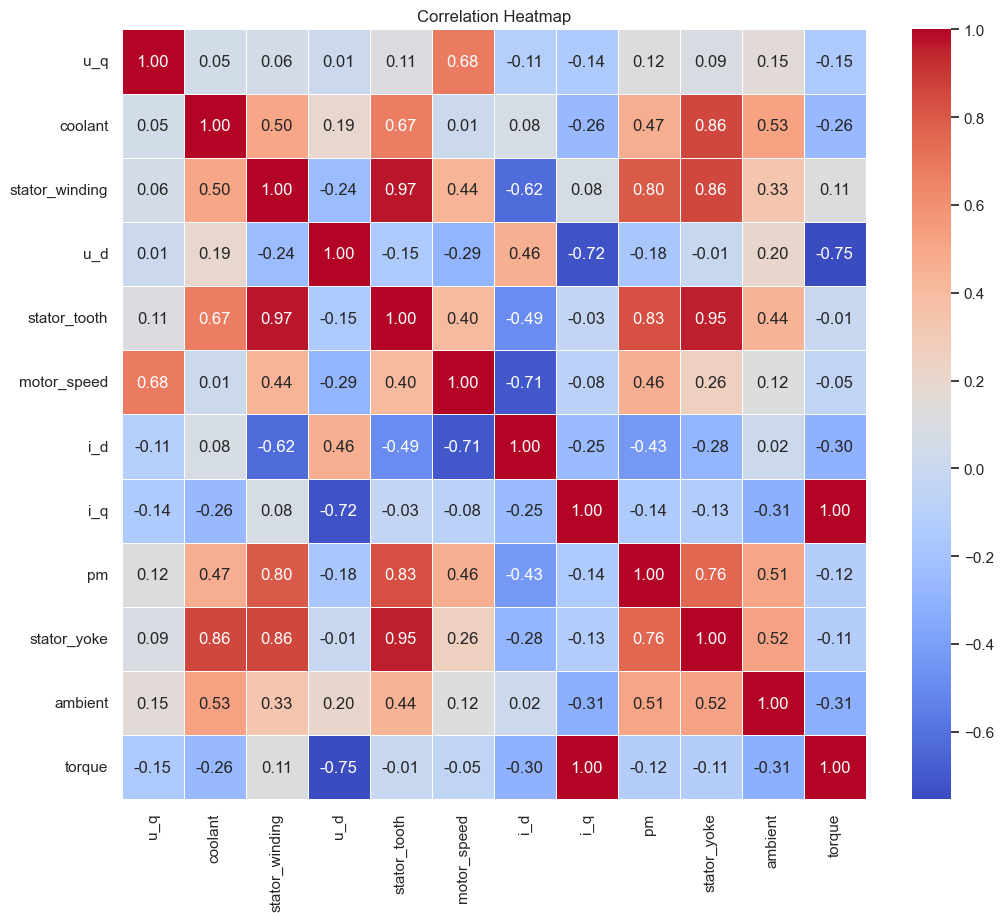 Correlation Heatmap
u_q 1.00 0.05 0.06 0.01 0.11 0.68 -0.11 -0.14 0.12 0.09 0.15 -0.15
coolant 0.05 1.00 0.50 0.19 0.67 0.01 0.08 -0.26 0.47 0.86 0.53 -0.26
stator_winding 0.06 0.50 1.00 -0.24 0.97 0.44 -0.62 0.08 0.80 0.86 0.33 0.11
u_d 0.01 0.19 -0.24 1.00 -0.15 -0.29 0.46 -0.72 -0.18 -0.01 0.20 -0.75
stator_tooth 0.11 0.67 0.97 -0.15 1.00 0.40 -0.49 -0.03 0.83 0.95 0.44 -0.01
motor_speed 0.68 0.01 0.44 -0.29 0.40 1.00 -0.71 -0.08 0.46 0.26 0.12 -0.05
i_d -0.11 0.08 -0.62 0.46 -0.49 -0.71 1.00 -0.25 -0.43 -0.28 0.02 -0.30
i_q -0.14 -0.26 0.08 -0.72 -0.03 -0.08 -0.25 1.00 -0.14 -0.13 -0.31 1.00
pm 0.12 0.47 0.80 -0.18 0.83 0.46 -0.43 -0.14 1.00 0.76 0.51 -0.12
stator_yoke 0.09 0.86 0.86 -0.01 0.95 0.26 -0.28 -0.13 0.76 1.00 0.52 -0.11
ambient 0.15 0.53 0.33 0.20 0.44 0.12 0.02 -0.31 0.51 0.52 1.00 -0.31
torque -0.15 -0.26 0.11 -0.75 -0.01 -0.05 -0.30 1.00 -0.12 -0.11 -0.31 1.00
u_q coolant stator_winding u_d stator_tooth motor_speed i_d i_q pm stator_yoke ambient torque
1.0
0.8
0.6
0.4
0.2
0.0
−0.2
−0.4
−0.6